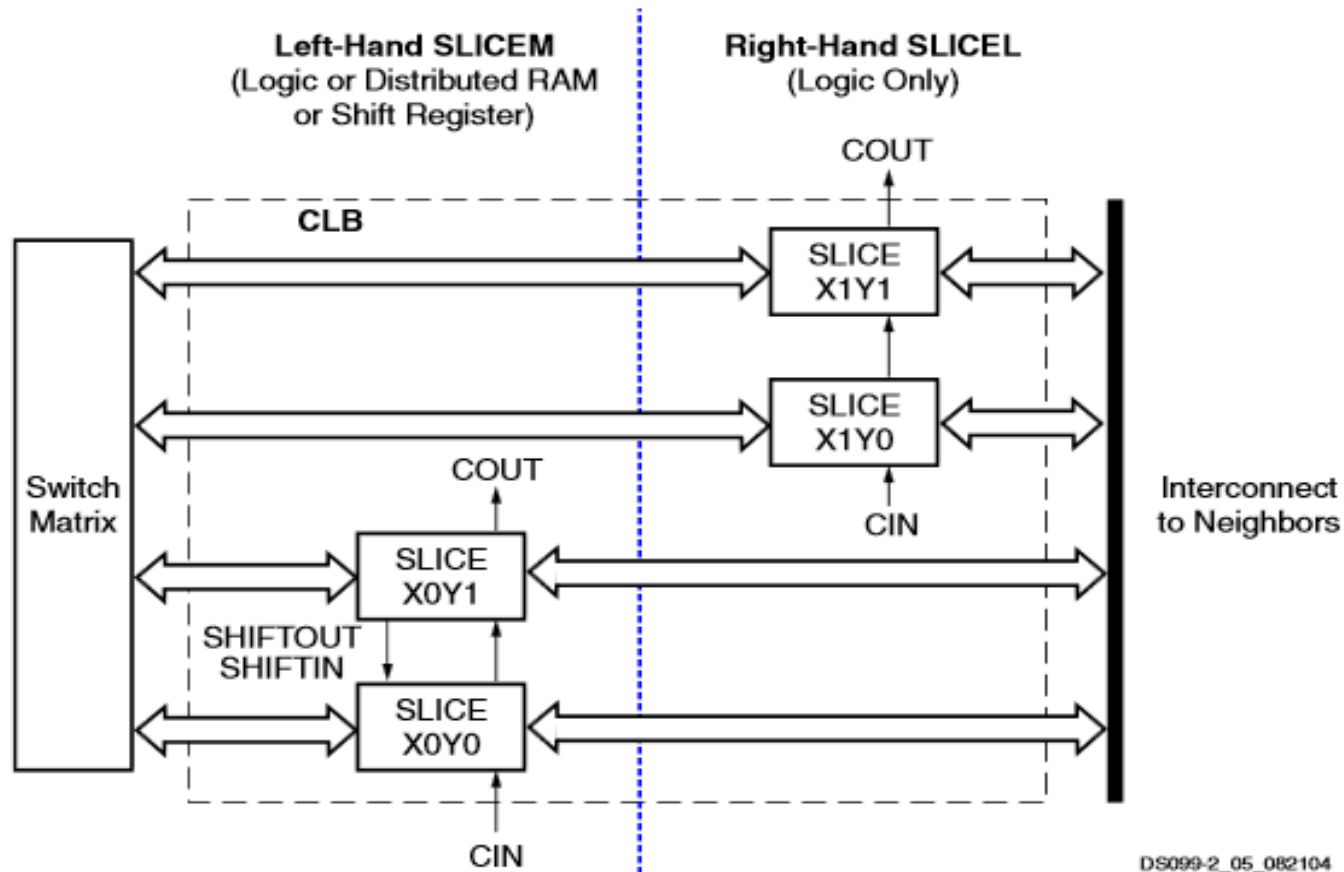 Left-Hand SLICEM
(Logic or Distributed RAM
or Shift Register)
Right-Hand SLICEL
(Logic Only)
COUT
CLB
SLICE
X1Y1
SLICE
X1Y0
COUT
CIN
Switch
Matrix
Interconnect
to Neighbors
SLICE
X0Y1
SHIFTOUT
SHIFTIN
SLICE
X0Y0
CIN
DS099-2_05_082104